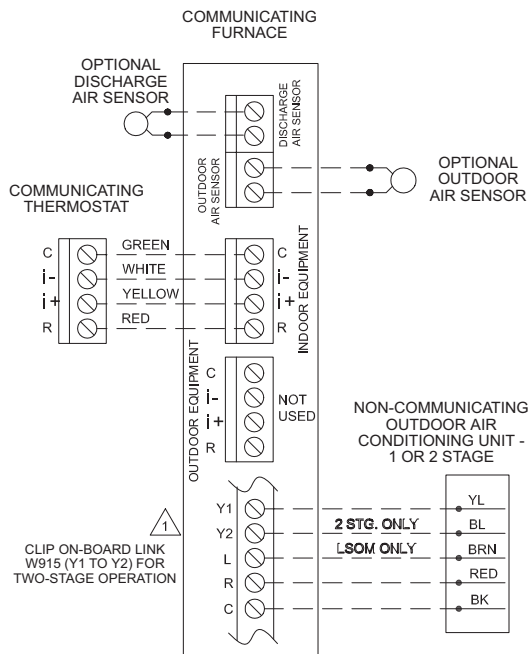 COMMUNICATING
FURNACE
OPTIONAL
DISCHARGE
AIR SENSOR
DISCHARGE
AIR SENSOR
OUTDOOR
AIR SENSOR
OPTIONAL
OUTDOOR
AIR SENSOR
COMMUNICATING
THERMOSTAT
C
i-
i+
R
GREEN
WHITE
YELLOW
RED
C
i-
i+
R
INDOOR EQUIPMENT
OUTDOOR EQUIPMENT
C
i-
i+
R
NOT
USED
NON-COMMUNICATING
OUTDOOR AIR
CONDITIONING UNIT -
1 OR 2 STAGE
1
CLIP ON-BOARD LINK
W915 (Y1 TO Y2) FOR
TWO-STAGE OPERATION
Y1
Y2
L
R
C
2 STG. ONLY
LSOM ONLY
YL
BL
BRN
RED
BK